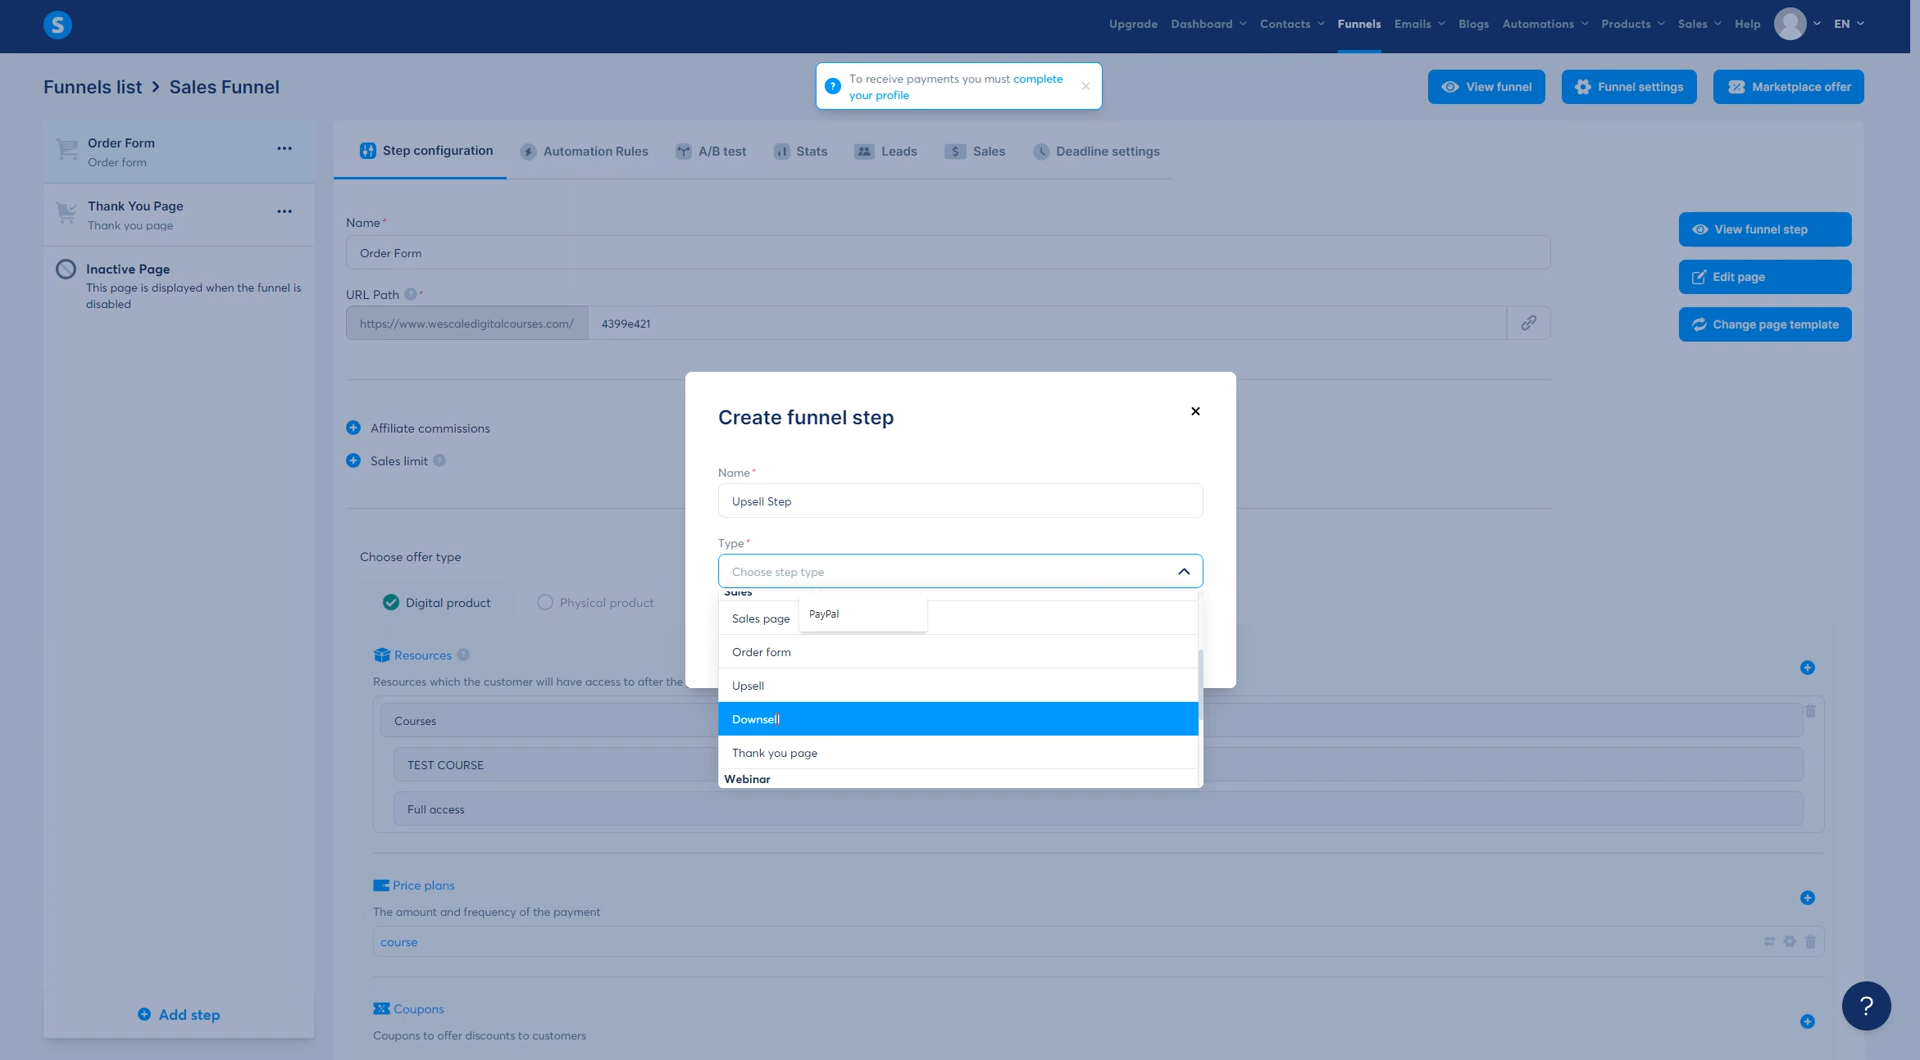 S
Upgrade Dashboard Contacts Funnels Emails Blogs Automations Products Sales Help EN
Funnels list > Sales Funnel
? To receive payments you must complete
your profile
View funnel Funnel settings Marketplace offer
Order Form
Order form
Thank You Page
Thank you page
Inactive Page
This page is displayed when the funnel is
disabled
Add step
Step configuration Automation Rules A/B test Stats Leads $ Sales Deadline settings
Name*
Order Form
URL Path ? *
https://www.wescaledigitalcourses.com/ 4399e421
View funnel step
Edit page
Change page template
Affiliate commissions
Sales limit ?
Choose offer type
Digital product Physical product
Resources ?
Resources which the customer will have access to after the
Courses
TEST COURSE
Full access
Price plans
The amount and frequency of the payment
course
Coupons
Coupons to offer discounts to customers
Create funnel step
Name*
Upsell Step
Type*
Choose step type
Sales
Sales page
PayPal
Order form
Upsell
Downsell
Thank you page
Webinar
?